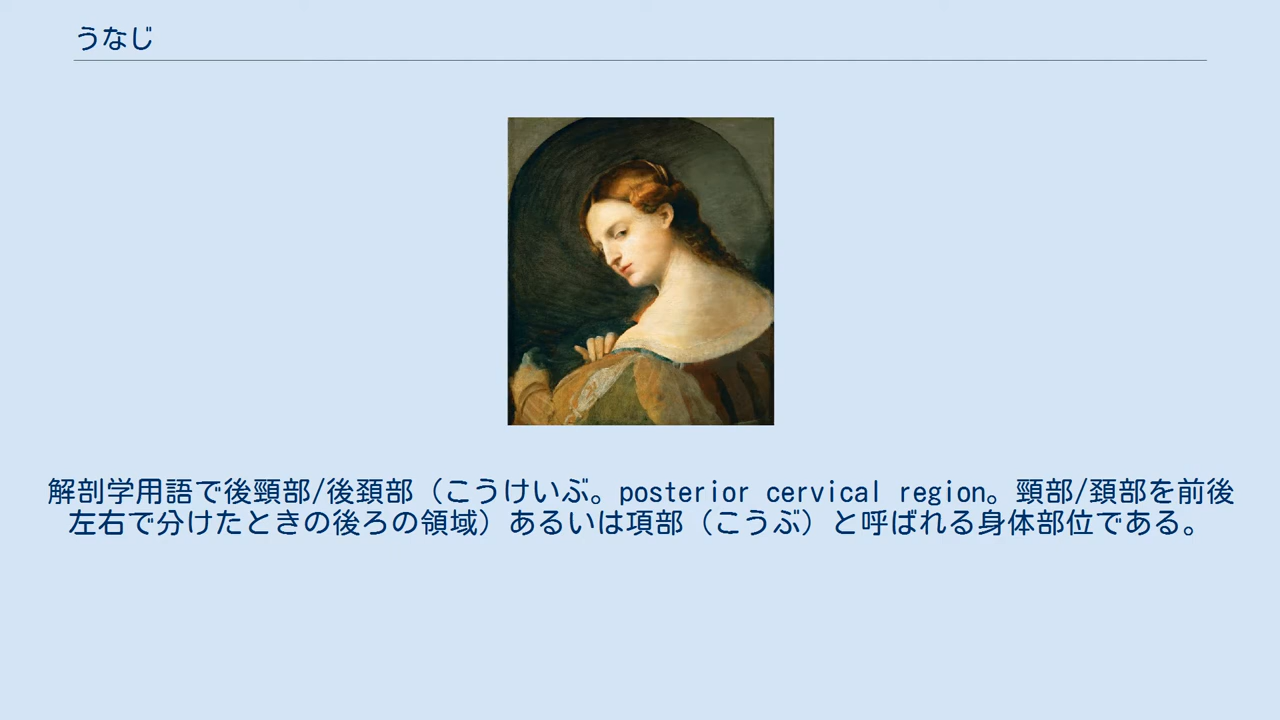 うなじ
解剖学用語で後頸部/後頚部（こうけいぶ。posterior cervical region。頸部/頚部を前後
左右で分けたときの後ろの領域）あるいは項部（こうぶ）と呼ばれる身体部位である。